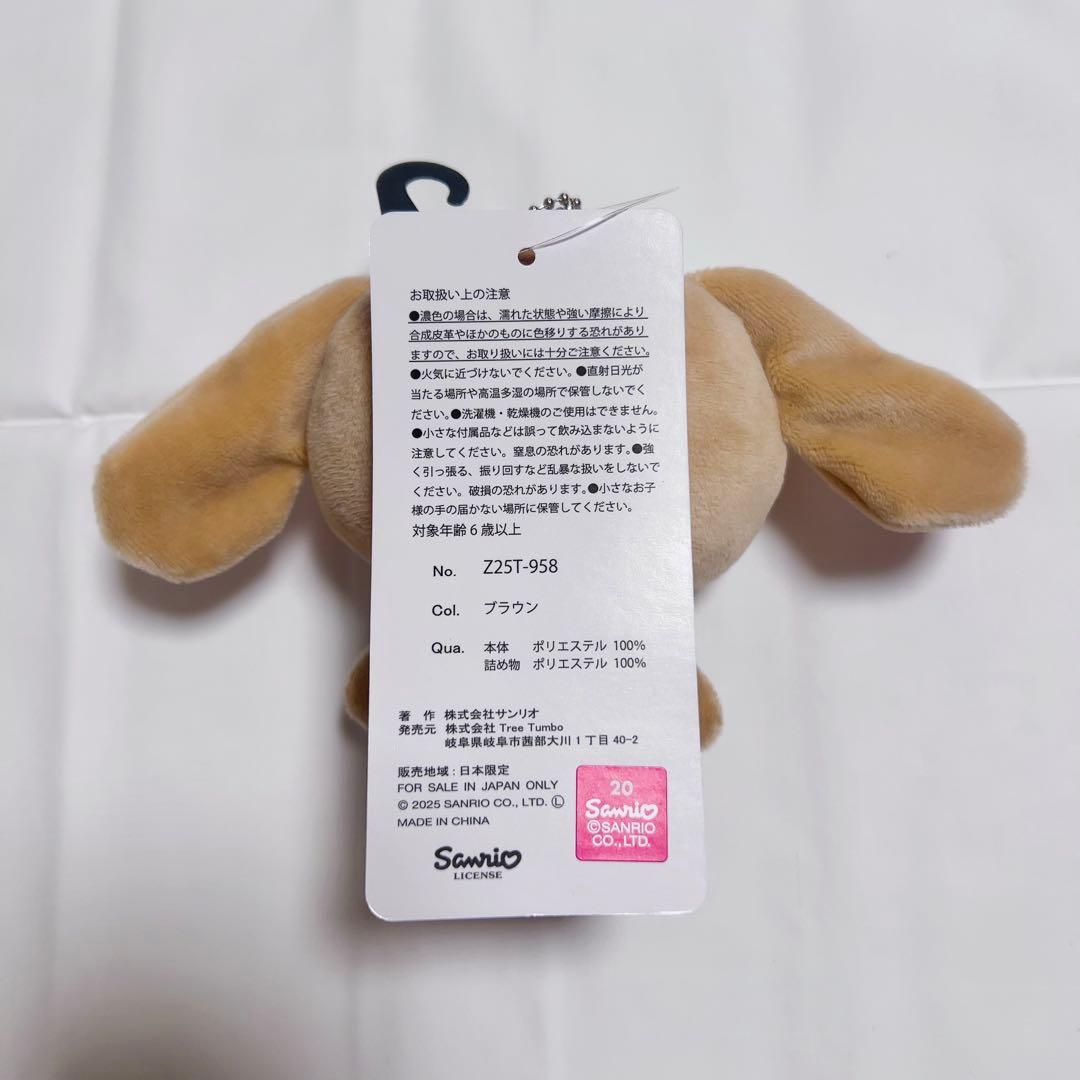 お取扱い上の注意
●濃色の場合は、濡れた状態や強い摩擦により
合成皮革やほかのものに色移りする恐れがあり
ますので、お取り扱いには十分ご注意ください。
●火気に近づけないでください。●直射日光が
当たる場所や高温多湿の場所で保管しないでく
ださい。●洗濯機・乾燥機のご使用はできません。
●小さな付属品などは誤って飲み込まないように
注意してください。窒息の恐れがあります。●強
く引っ張る、振り回すなど乱暴な扱いをしないで
ください。破損の恐れがあります。●小さなお子
様の手の届かない場所に保管してください。
対象年齢6歳以上
No. Z25T-958
Col. ブラウン
Qua. 本体 ポリエステル 100%
詰め物 ポリエステル 100%
著 作 株式会社サンリオ
発売元 株式会社 Tree Tumbo
岐阜県岐阜市茜部大川1丁目 40-2
販売地域：日本限定
FOR SALE IN JAPAN ONLY
© 2025 SANRIO CO., LTD. Ⓛ
MADE IN CHINA
Sanrio
LICENSE
20
Sanrio
©SANRIO
CO.,LTD.